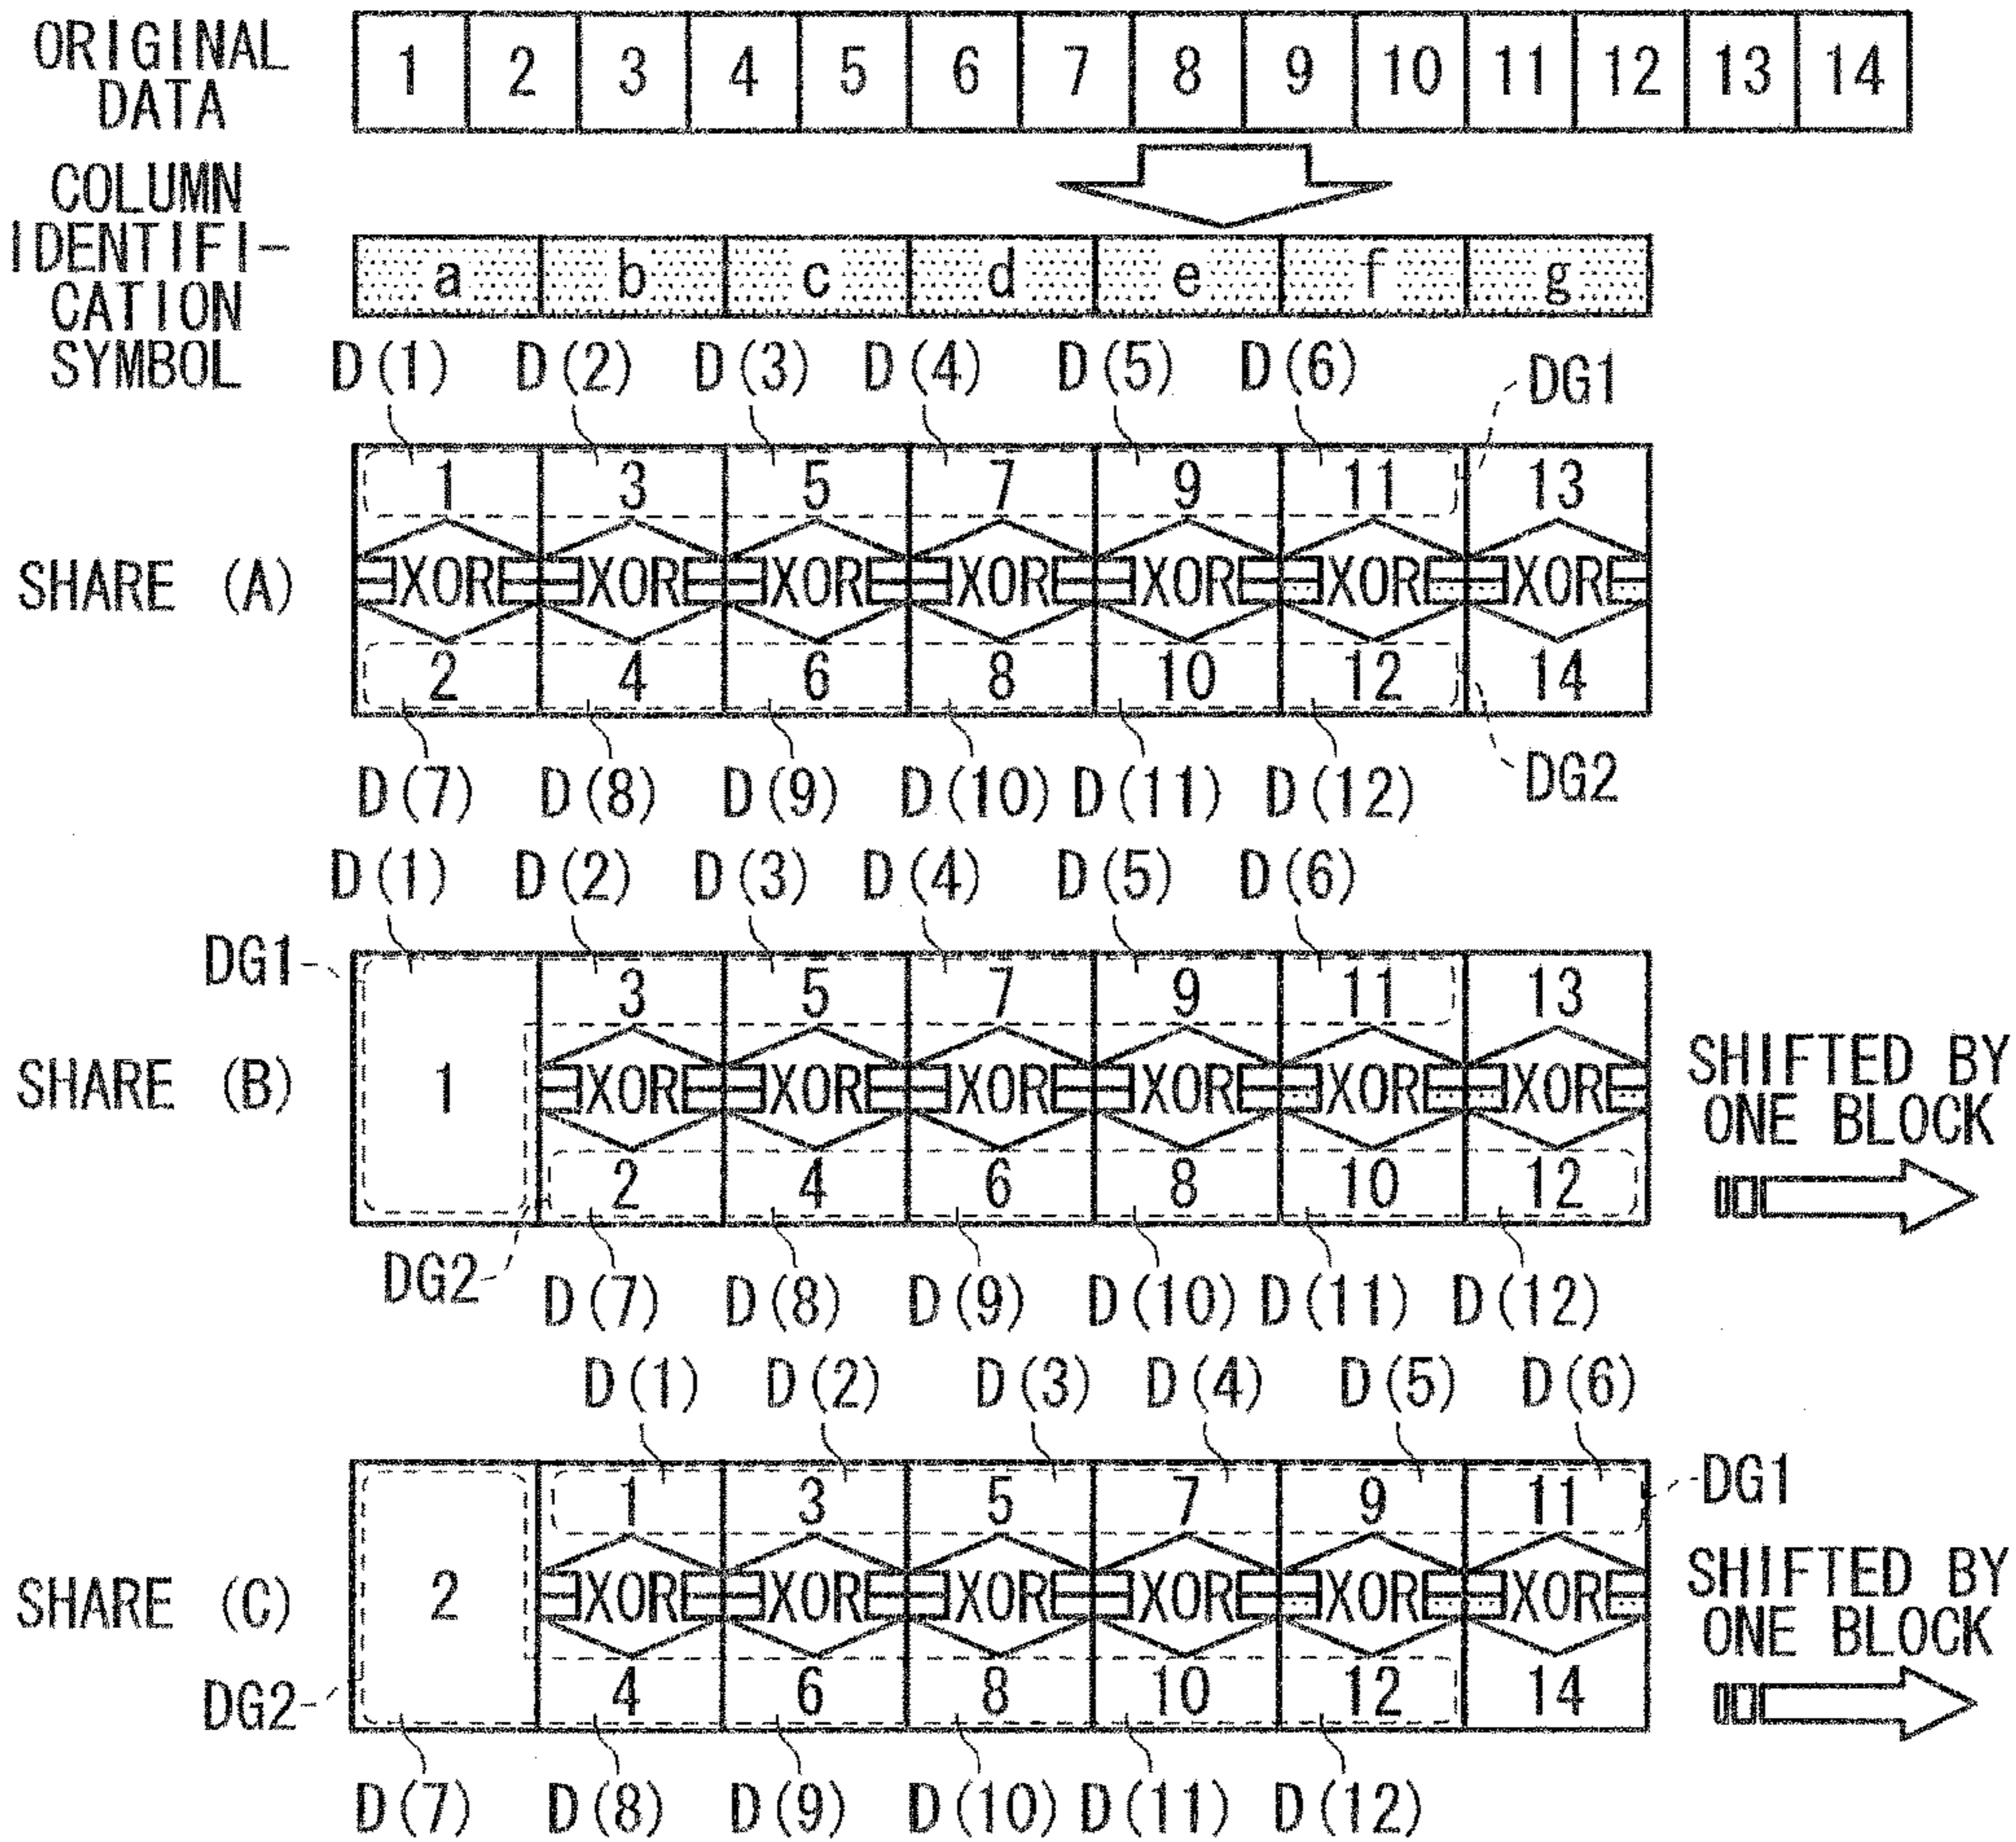 ORIGINAL DATA
1 2 3 4 5 6 7 8 9 10 11 12 13 14
COLUMN IDENTIFI-CATION SYMBOL
a b c d e f g
D(1) D(2) D(3) D(4) D(5) D(6) DG1
1 3 5 7 9 11 13
SHARE (A)
XOR XOR XOR XOR XOR XOR XOR
2 4 6 8 10 12 14
D(7) D(8) D(9) D(10) D(11) D(12) DG2
D(1) D(2) D(3) D(4) D(5) D(6)
DG1
3 5 7 9 11 13
SHARE (B)
1 XOR XOR XOR XOR XOR XOR
SHIFTED BY
ONE BLOCK
2 4 6 8 10 12
DG2 D(7) D(8) D(9) D(10) D(11) D(12)
D(1) D(2) D(3) D(4) D(5) D(6)
1 3 5 7 9 11
DG1
SHARE (C)
2 XOR XOR XOR XOR XOR XOR
SHIFTED BY
ONE BLOCK
4 6 8 10 12 14
DG2
D(7) D(8) D(9) D(10) D(11) D(12)